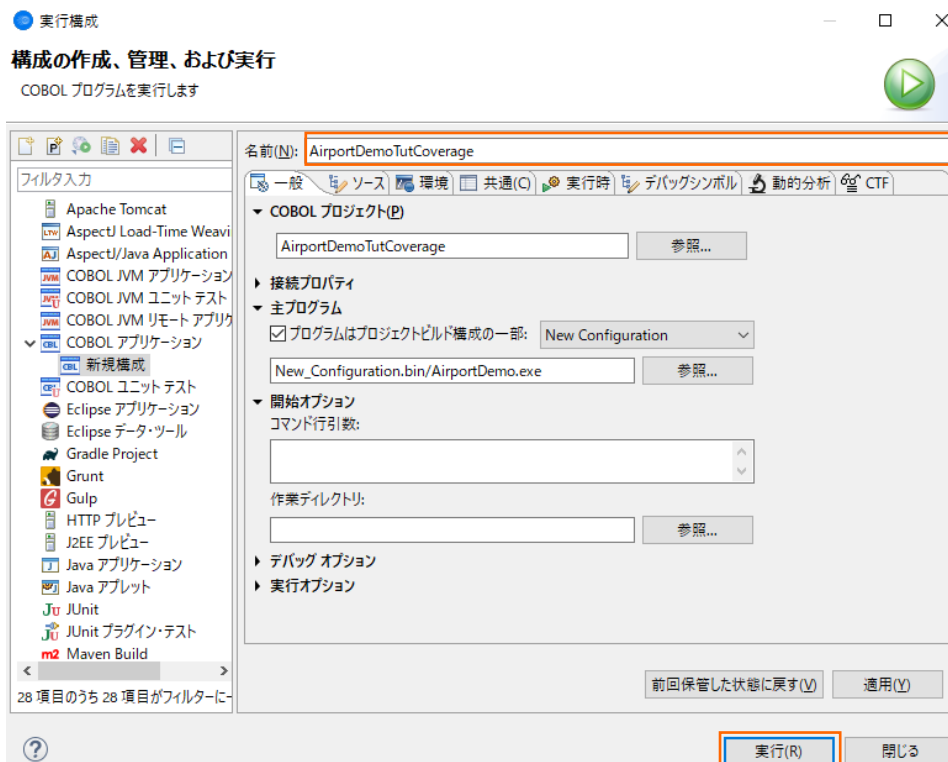 実行構成
構成の作成、管理、および実行
COBOL プログラムを実行します
フィルタ入力
Apache Tomcat
AspectJ Load-Time Weavi
AspectJ/Java Application
COBOL JVM アプリケーション
COBOL JVM ユニット テスト
COBOL JVM リモート アプリケ
COBOL アプリケーション
新規構成
COBOL ユニット テスト
Eclipse アプリケーション
Eclipse データ・ツール
Gradle Project
Grunt
Gulp
HTTP プレビュー
J2EE プレビュー
Java アプリケーション
Java アプレット
JUnit
JUnit プラグイン・テスト
Maven Build
28 項目のうち 28 項目がフィルターに一
名前(N): AirportDemoTutCoverage
一般 ソース 環境 共通(C) 実行時 デバッグシンボル 動的分析 CTF
COBOL プロジェクト(P)
AirportDemoTutCoverage 参照...
接続プロパティ
主プログラム
プログラムはプロジェクトビルド構成の一部: New Configuration
New_Configuration.bin/AirportDemo.exe 参照...
開始オプション
コマンド行引数:
作業ディレクトリ:
参照...
デバッグ オプション
実行オプション
前回保管した状態に戻す(V) 適用(Y)
実行(R) 閉じる